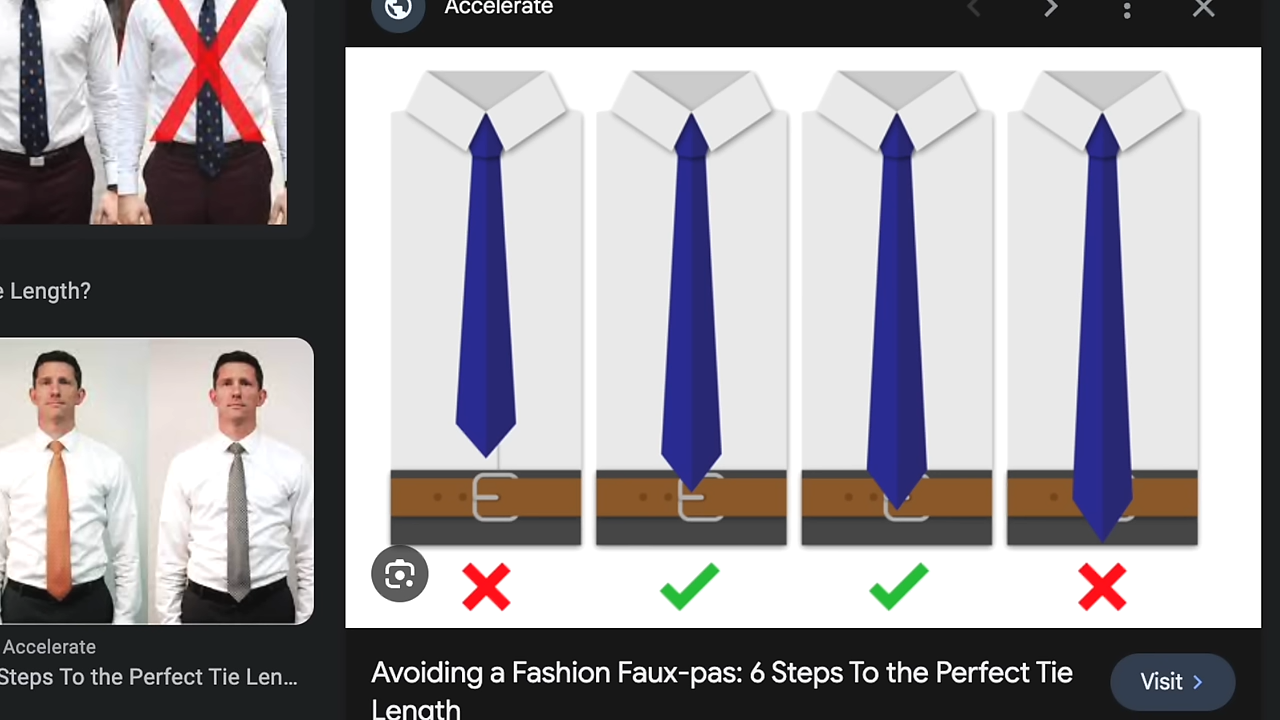 Accelerate
e Length?
Accelerate
Steps To the Perfect Tie Len...
Avoiding a Fashion Faux-pas: 6 Steps To the Perfect Tie
Length
Visit